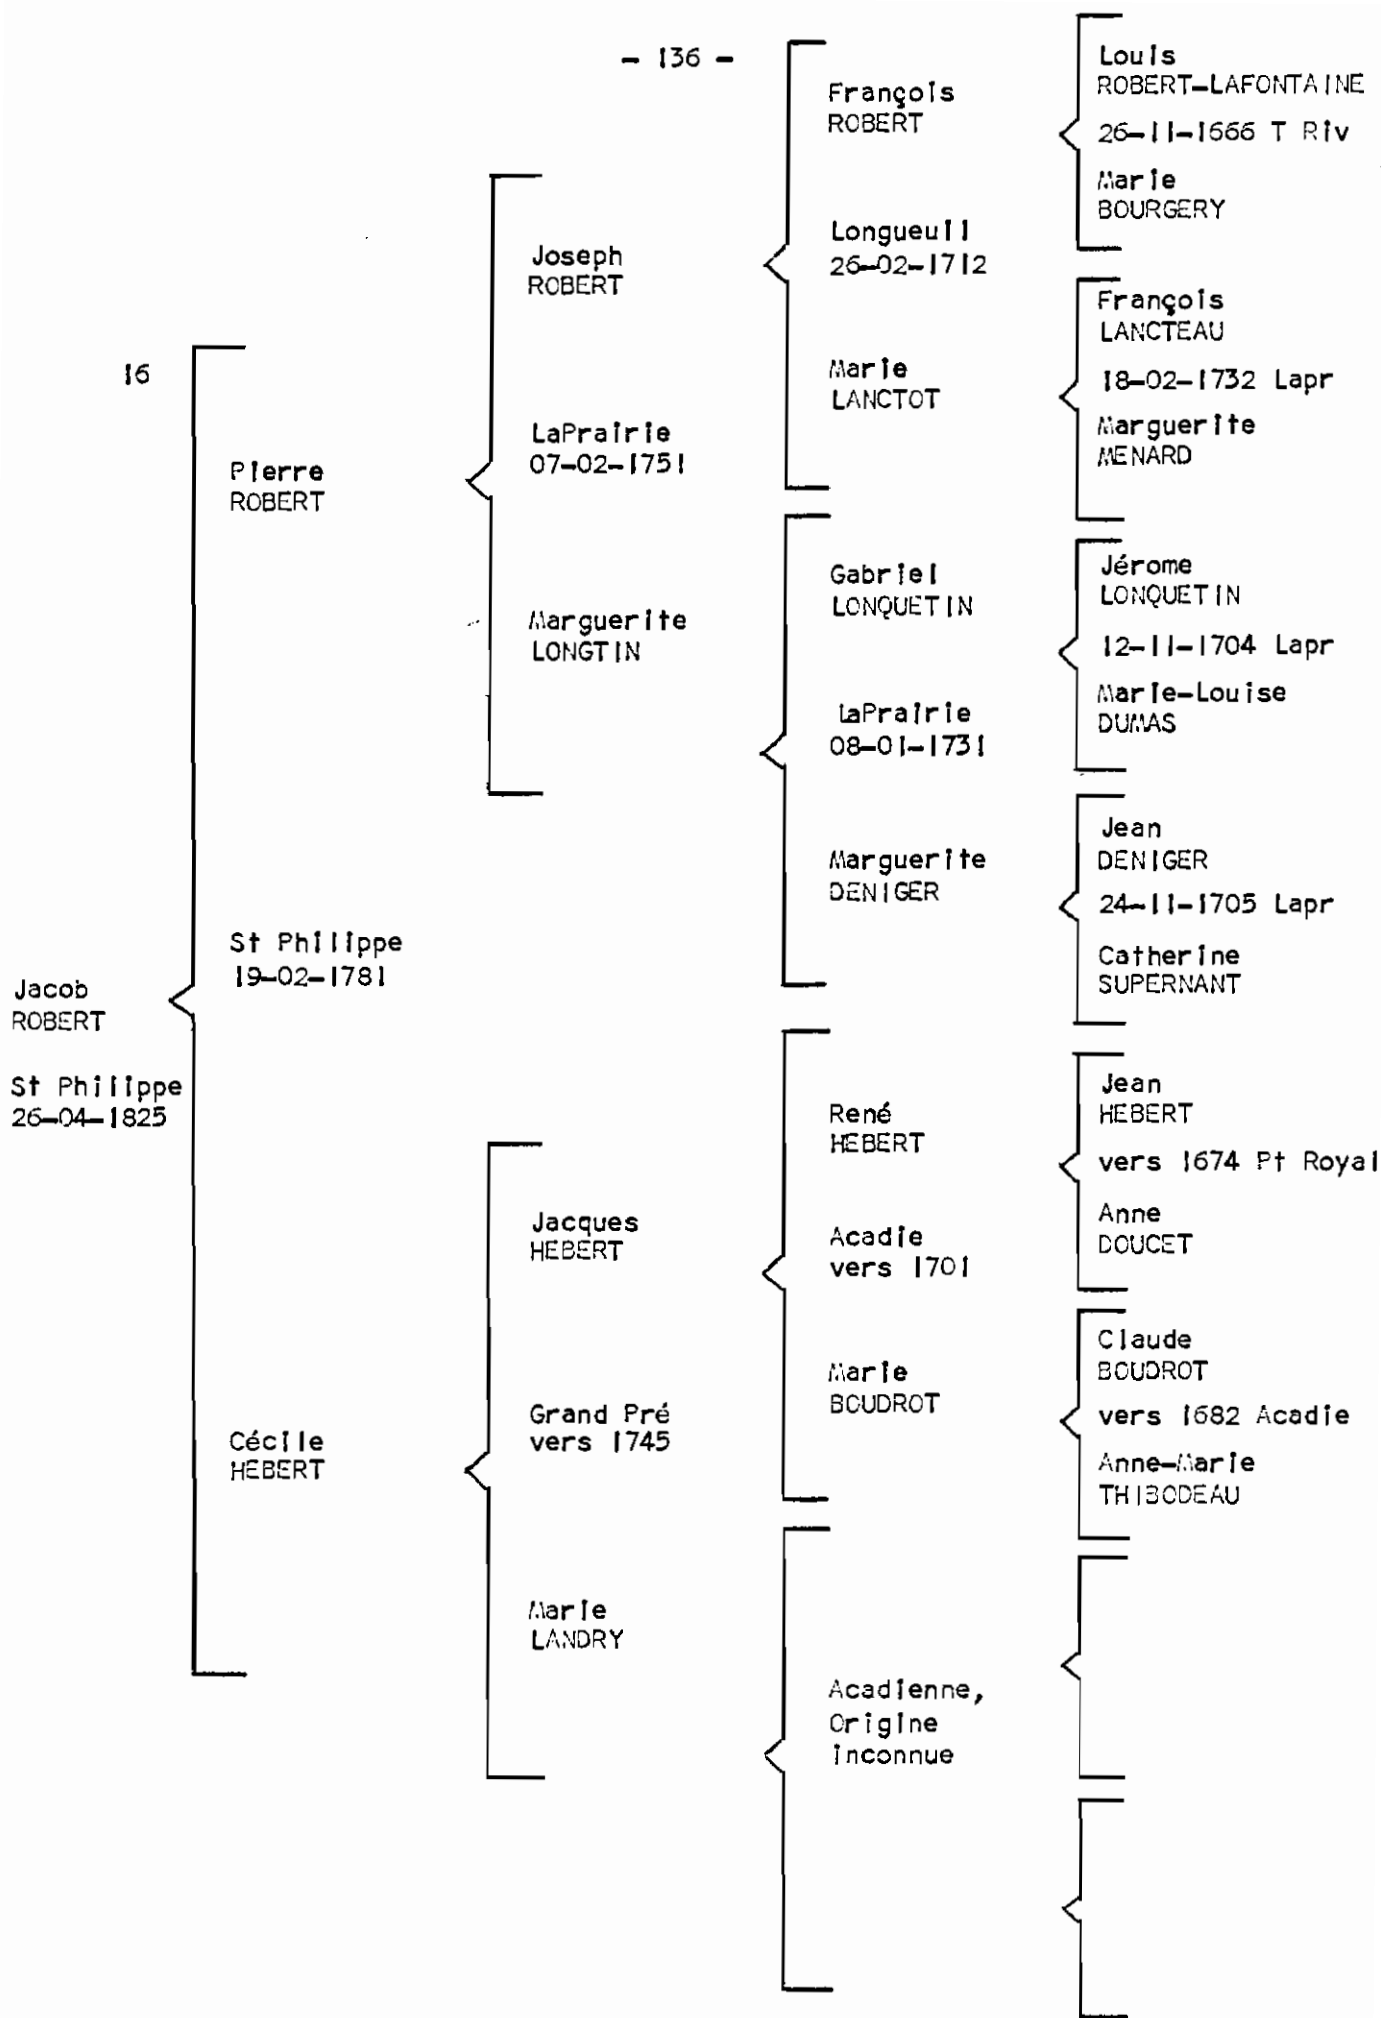 - 136 -
16
Jacob
ROBERT
St Philippe
26-04-1825
Pierre
ROBERT
St Philippe
19-02-1781
Cécile
HEBERT
Joseph
ROBERT
LaPrairie
07-02-1751
Marguerite
LONGTIN
Jacques
HEBERT
Grand Pré
vers 1745
Marie
LANDRY
François
ROBERT
Longueuil
26-02-1712
Marie
LANCTOT
Gabriel
LONQUETIN
LaPrairie
08-01-1731
Marguerite
DENIGER
René
HEBERT
Acadie
vers 1701
Marie
BOUDROT
Acadienne,
Origine
inconnue
Louis
ROBERT-LAFONTAINE
26-11-1666 T Riv
Marie
BOURGERY
François
LANCTEAU
18-02-1732 Lapr
Marguerite
MENARD
Jérome
LONQUETIN
12-11-1704 Lapr
Marie-Louise
DUMAS
Jean
DENIGER
24-11-1705 Lapr
Catherine
SUPERNANT
Jean
HEBERT
vers 1674 Pt Royal
Anne
DOUCET
Claude
BOUDROT
vers 1682 Acadie
Anne-Marie
THIBODEAU